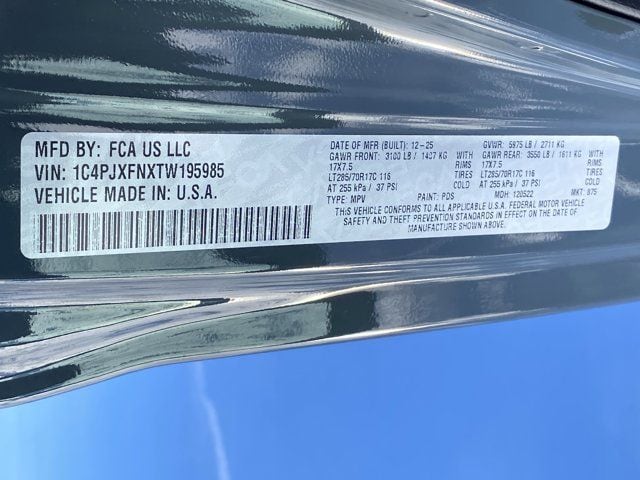 MFD BY: FCA US LLC
VIN: 1C4PJXFNXTW195985
VEHICLE MADE IN: U.S.A.
DATE OF MFR (BUILT): 12-25 GVWR: 5975 LB / 2711 KG
GAWR FRONT: 3100 LB / 1407 KG WITH GAWR REAR: 3550 LB / 1611 KG WITH
17X7.5 RIMS 17X7.5 RIMS
LT285/70R17C 116 TIRES LT285/70R17C 116 TIRES
AT 255 kPa / 37 PSI COLD AT 255 kPa / 37 PSI COLD
TYPE: MPV PAINT: PDS MDH: 120522 MKT: 875
THIS VEHICLE CONFORMS TO ALL APPLICABLE U.S.A. FEDERAL MOTOR VEHICLE
SAFETY AND THEFT PREVENTION STANDARDS IN EFFECT ON THE DATE OF
MANUFACTURE SHOWN ABOVE.